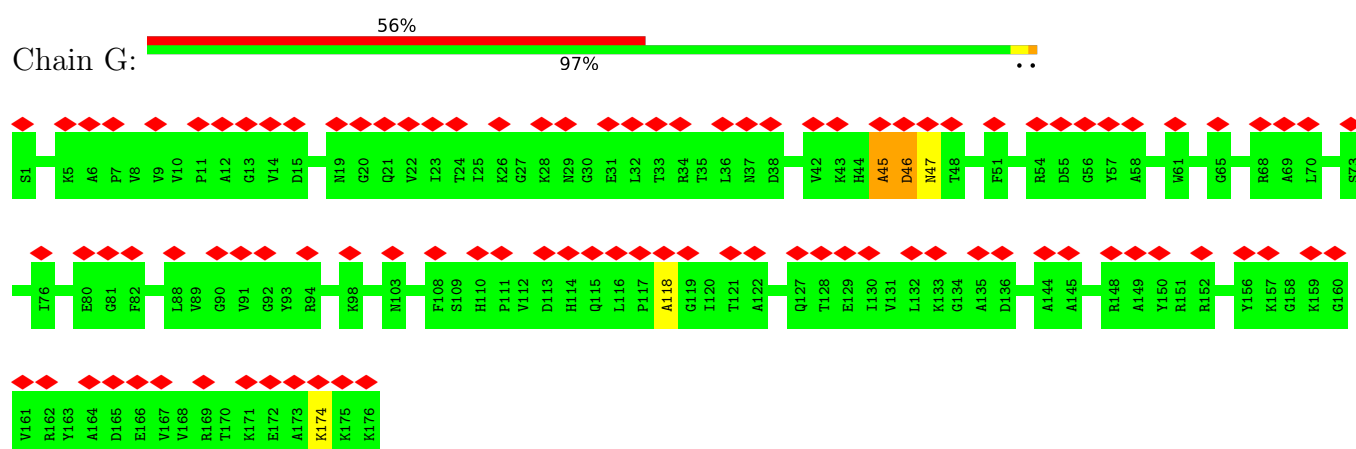 56%
Chain G:
97%
. .
S1 K5 A6 P7 V8 V9 V10 P11 A12 G13 V14 D15 N19 G20 Q21 V22 I23 T24 I25 K26 G27 K28 N29 G30 E31 L32 T33 R34 T35 L36 N37 D38 V42 K43 H44 A45 D46 N47 T48 F51 R54 D55 G56 Y57 A58 W61 G65 R68 A69 L70 S73
I76 E80 G81 F82 L88 V89 G90 V91 G92 Y93 R94 K98 N103 F108 S109 H110 P111 V112 D113 H114 Q115 L116 P117 A118 G119 I120 T121 A122 Q127 T128 E129 I130 V131 L132 K133 G134 A135 D136 A144 A145 R148 A149 Y150 R151 R152 Y156 K157 G158 K159 G160
V161 R162 Y163 A164 D165 E166 V167 V168 R169 T170 K171 E172 A173 K174 K175 K176